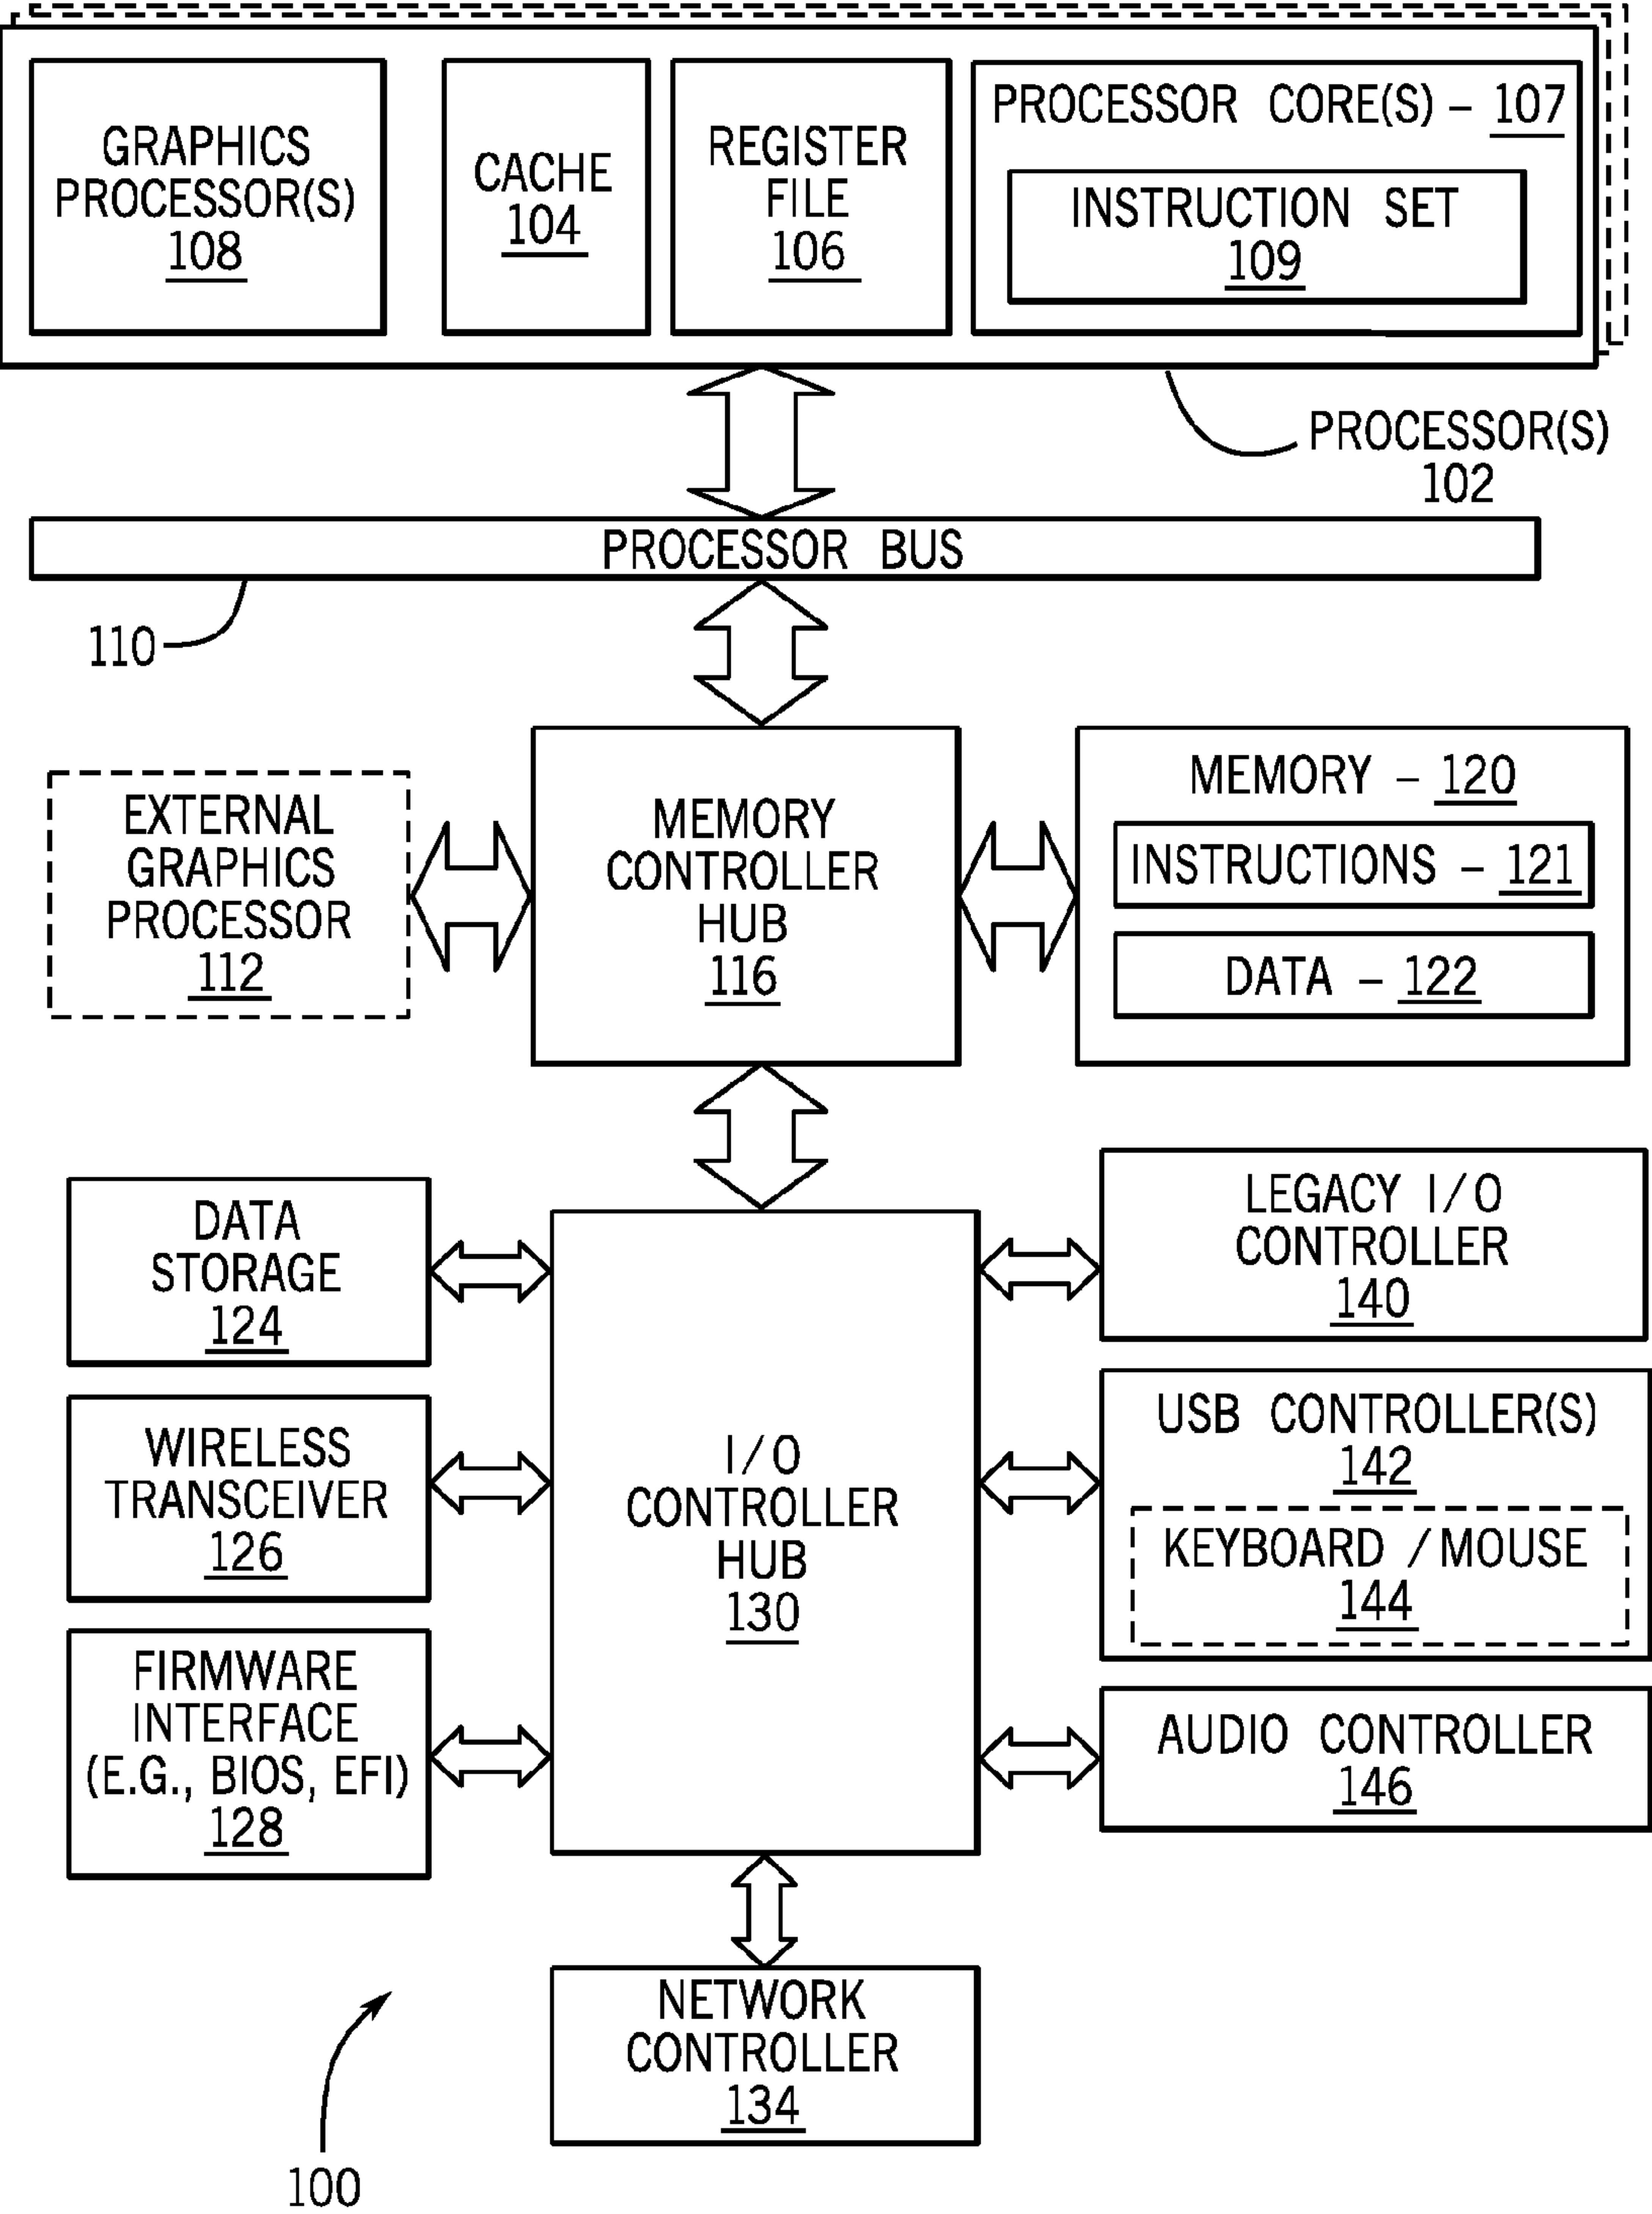 GRAPHICS
PROCESSOR(S)
108
CACHE
104
REGISTER
FILE
106
PROCESSOR CORE(S) – 107
INSTRUCTION SET
109
PROCESSOR(S)
102
PROCESSOR BUS
110
EXTERNAL
GRAPHICS
PROCESSOR
112
MEMORY
CONTROLLER
HUB
116
MEMORY – 120
INSTRUCTIONS – 121
DATA – 122
DATA
STORAGE
124
WIRELESS
TRANSCEIVER
126
FIRMWARE
INTERFACE
(E.G., BIOS, EFI)
128
I/O
CONTROLLER
HUB
130
LEGACY I/O
CONTROLLER
140
USB CONTROLLER(S)
142
KEYBOARD /MOUSE
144
AUDIO CONTROLLER
146
NETWORK
CONTROLLER
134
100